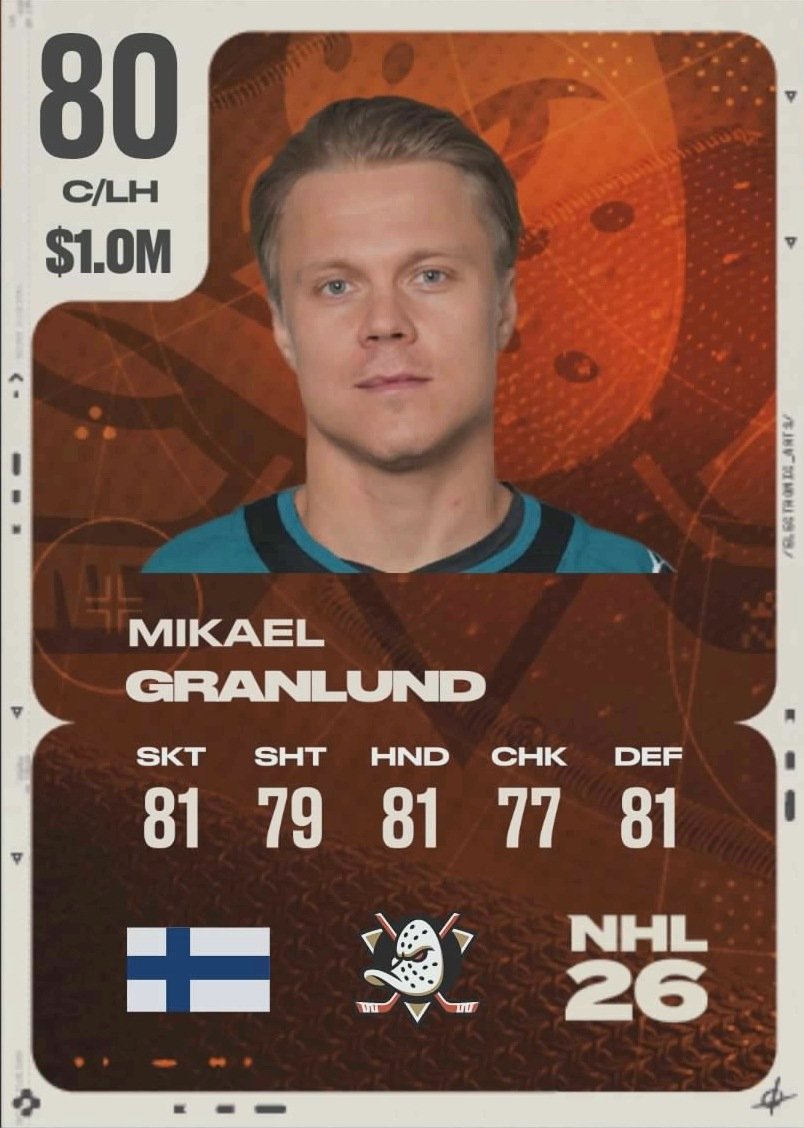 80
C/LH
$1.0M
MIKAEL
GRANLUND
SKT SHT HND CHK DEF
81 79 81 77 81
NHL
26